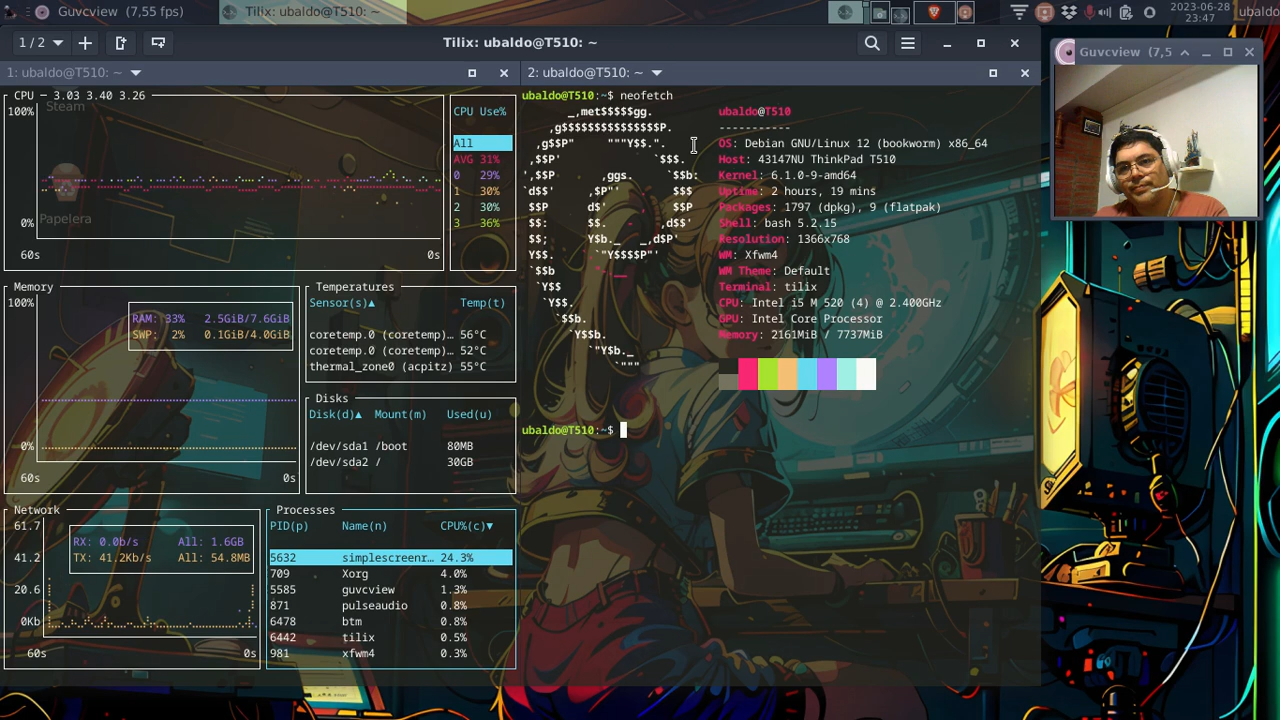 Guvcview (7,55 fps)
Tilix: ubaldo@T510: ~
2023-06-28
23:47
ubaldo
1 / 2
Tilix: ubaldo@T510: ~
Guvcview (7,5
1: ubaldo@T510: ~
2: ubaldo@T510: ~
CPU — 3.03 3.40 3.26
100%
0%
60s
0s
Steam
Papelera
CPU Use%
All
AVG 31%
0 29%
1 30%
2 30%
3 36%
Memory
100%
RAM: 33% 2.5GiB/7.6GiB
SWP: 2% 0.1GiB/4.0GiB
0%
60s
0s
Temperatures
Sensor(s)▲ Temp(t)
coretemp.0 (coretemp)… 56°C
coretemp.0 (coretemp)… 52°C
thermal_zone0 (acpitz) 55°C
Disks
Disk(d)▲ Mount(m) Used(u)
/dev/sda1 /boot 80MB
/dev/sda2 / 30GB
Network
61.7
41.2
20.6
0Kb
RX: 0.0b/s All: 1.6GB
TX: 41.2Kb/s All: 54.8MB
60s
0s
Processes
PID(p) Name(n) CPU%(c)▼
5632 simplescreenr… 24.3%
709 Xorg 4.0%
5585 guvcview 1.3%
871 pulseaudio 0.8%
6478 btm 0.8%
6442 tilix 0.5%
981 xfwm4 0.3%
ubaldo@T510:~$ neofetch
_,met$$$$$gg.
,g$$$$$$$$$$$$$$$P.
,g$$P" """Y$$.".
,$$P' `$$$.
',$$P ,ggs. `$$b:
`d$$' ,$P"' $$$
$$P d$' $$P
$$: $$. ,d$$'
$$; Y$b._ _,d$P'
Y$$. `"Y$$$$P"'
`$$b
`Y$$
`Y$$.
`$$b.
`Y$$b.
`"Y$b._
`"""
ubaldo@T510
-----------
OS: Debian GNU/Linux 12 (bookworm) x86_64
Host: 43147NU ThinkPad T510
Kernel: 6.1.0-9-amd64
Uptime: 2 hours, 19 mins
Packages: 1797 (dpkg), 9 (flatpak)
Shell: bash 5.2.15
Resolution: 1366x768
WM: Xfwm4
WM Theme: Default
Terminal: tilix
CPU: Intel i5 M 520 (4) @ 2.400GHz
GPU: Intel Core Processor
Memory: 2161MiB / 7737MiB
ubaldo@T510:~$